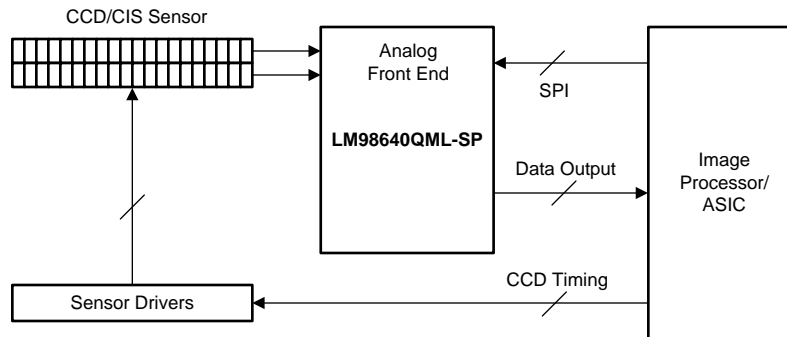 CCD/CIS Sensor
Analog
Front End
LM98640QML-SP
SPI
Data Output
Image
Processor/
ASIC
CCD Timing
Sensor Drivers